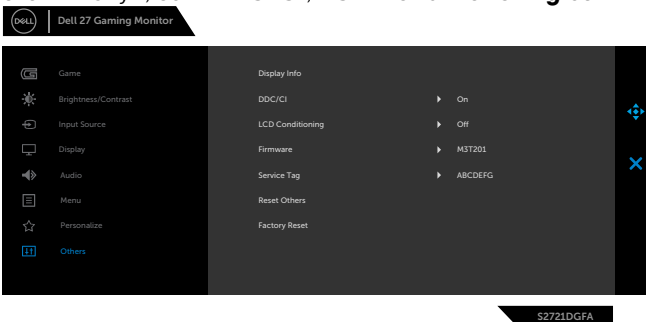 DELL
Dell 27 Gaming Monitor
Game
Display Info
Brightness/Contrast
DDC/CI
On
Input Source
LCD Conditioning
Off
Display
Firmware
M3T201
Audio
Service Tag
ABCDEFG
Menu
Reset Others
Personalize
Factory Reset
Others
S2721DGFA